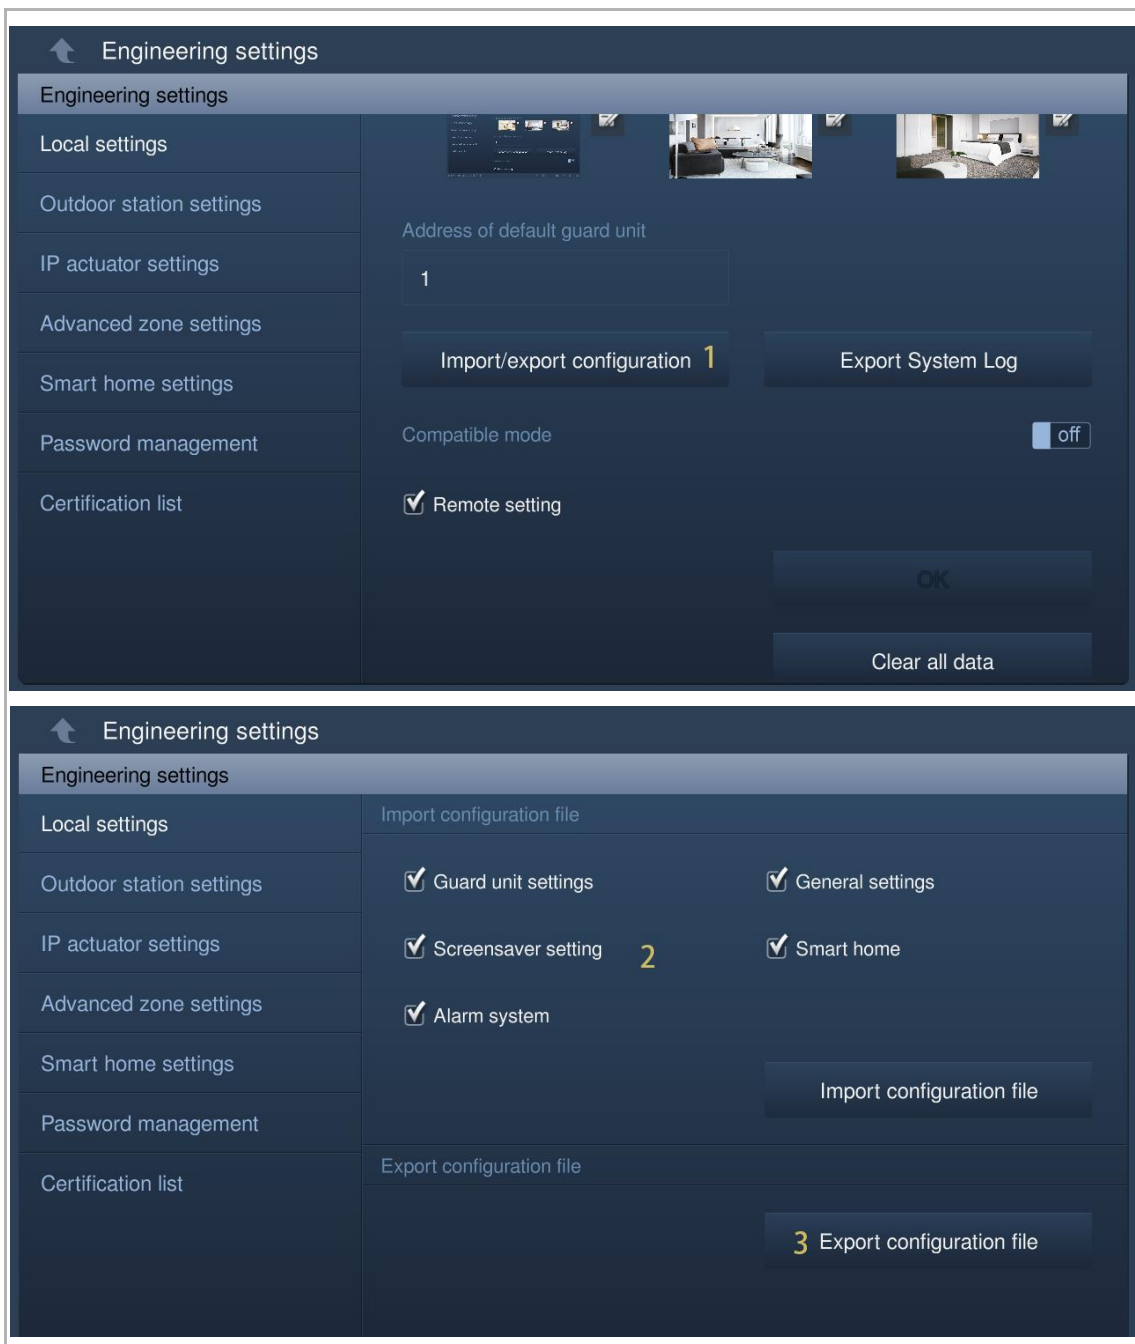 Engineering settings
Engineering settings
Local settings
Outdoor station settings
Address of default guard unit
IP actuator settings
1
Advanced zone settings
Import/export configuration 1 Export System Log
Smart home settings
Password management
Compatible mode off
Certification list
Remote setting
OK
Clear all data
Engineering settings
Engineering settings
Local settings
Import configuration file
Outdoor station settings
Guard unit settings General settings
IP actuator settings
Screensaver setting 2 Smart home
Advanced zone settings
Alarm system
Smart home settings
Import configuration file
Password management
Export configuration file
Certification list
3 Export configuration file